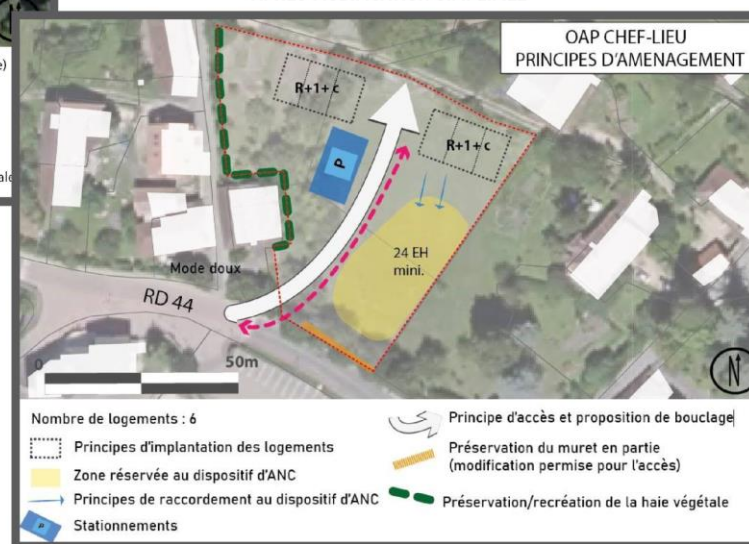 e)
ale
OAP CHEF-LIEU
PRINCIPES D'AMENAGEMENT
R+1+c
R+1+c
P
24 EH
mini.
Mode doux
RD 44
0
50m
N
Nombre de logements : 6
Principes d'implantation des logements
Zone réservée au dispositif d'ANC
Principes de raccordement au dispositif d'ANC
P
Stationnements
Principe d'accès et proposition de bouclage
Préservation du muret en partie
(modification permise pour l'accès)
Préservation/recréation de la haie végétale